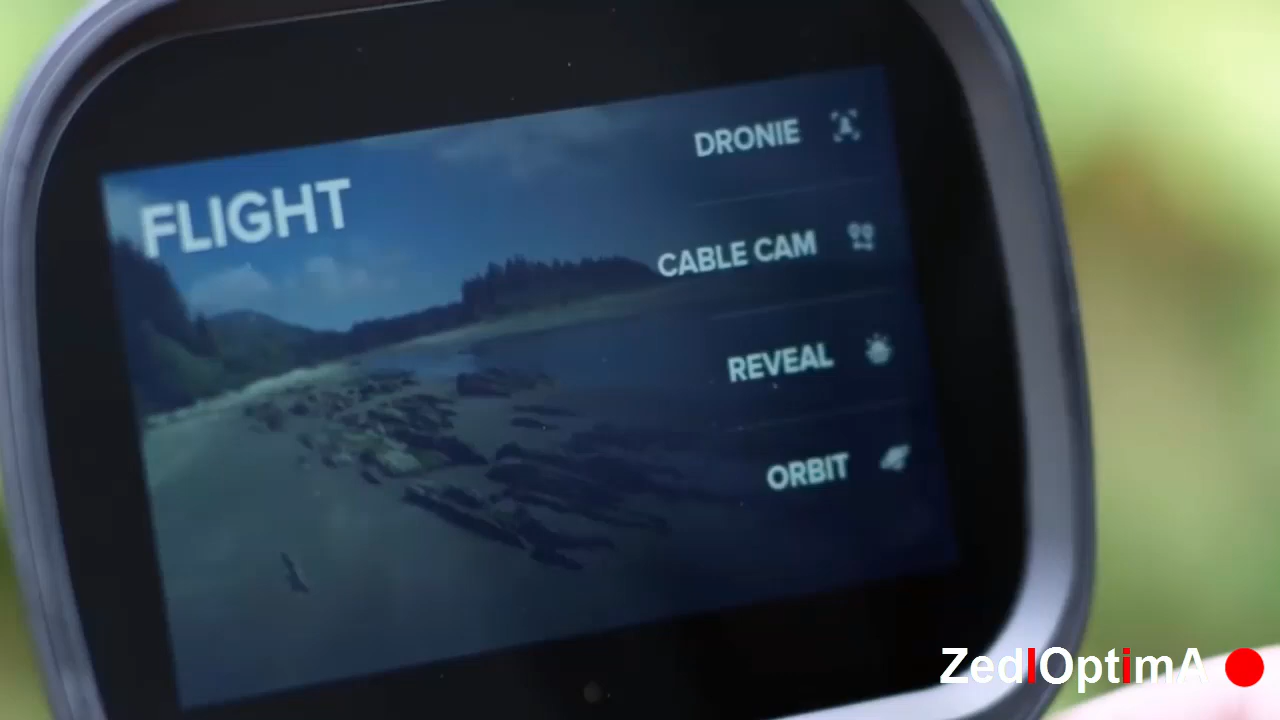 FLIGHT
DRONIE
CABLE CAM
REVEAL
ORBIT
ZedIOptimA